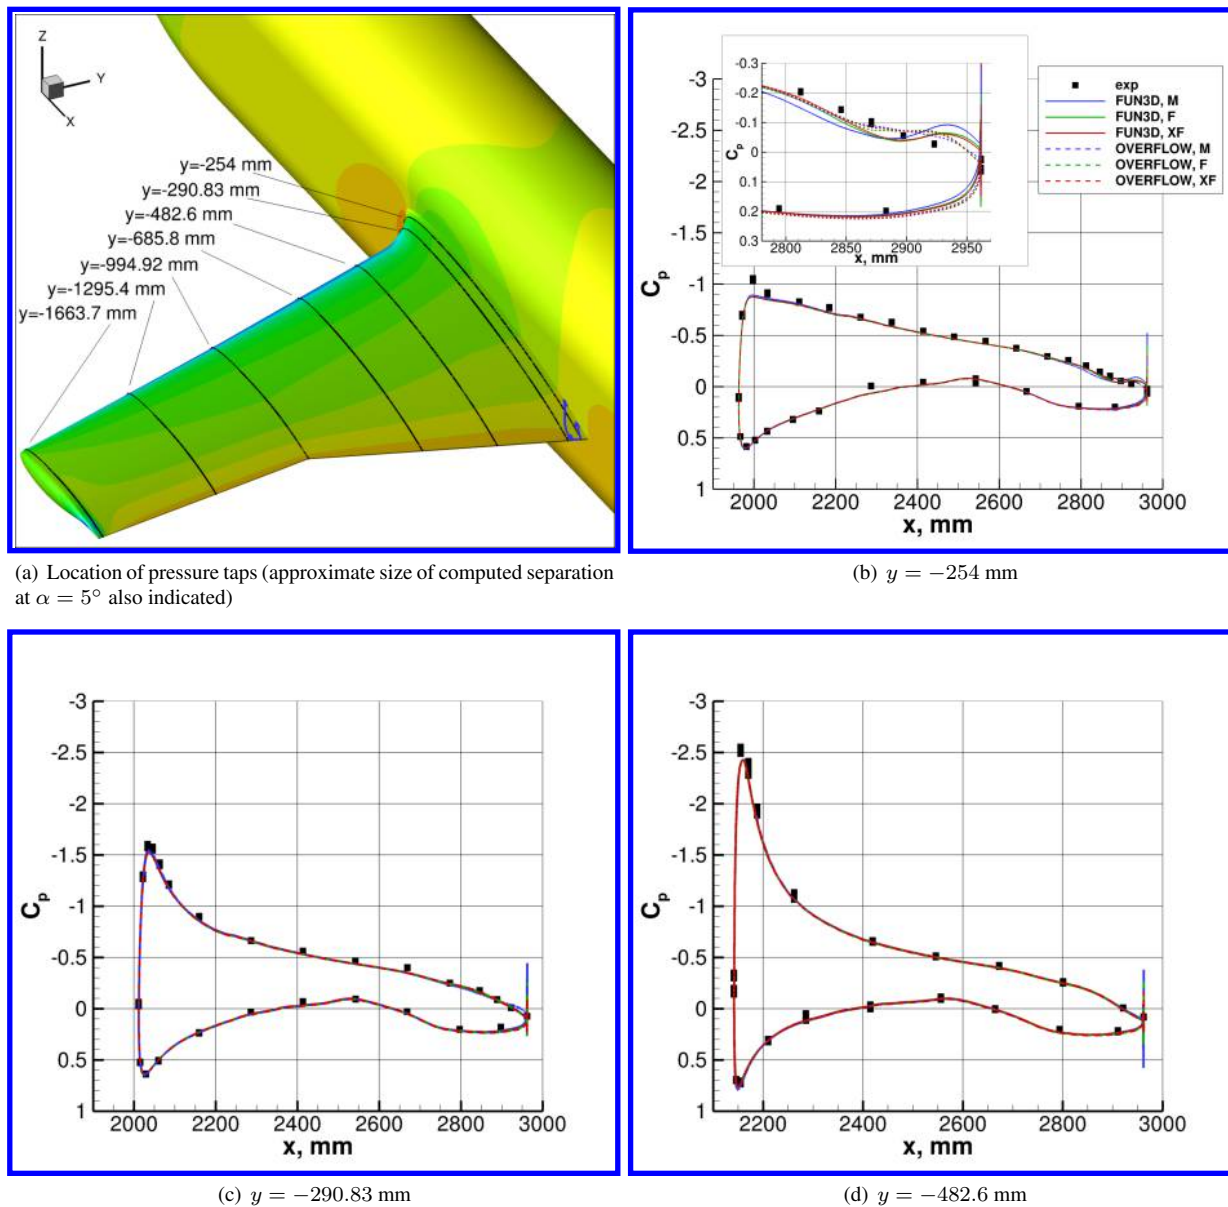 Z
Y
X
y=-254 mm
y=-290.83 mm
y=-482.6 mm
y=-685.8 mm
y=-994.92 mm
y=-1295.4 mm
y=-1663.7 mm
(a) Location of pressure taps (approximate size of computed separation
at α = 5° also indicated)
-0.3
-0.2
-0.1
0
0.1
0.2
0.3
Cp
2800 2850 2900 2950
x, mm
exp
FUN3D, M
FUN3D, F
FUN3D, XF
OVERFLOW, M
OVERFLOW, F
OVERFLOW, XF
-3
-2.5
-2
-1.5
-1
-0.5
0
0.5
1
Cp
2000 2200 2400 2600 2800 3000
x, mm
(b) y = −254 mm
-3
-2.5
-2
-1.5
-1
-0.5
0
0.5
1
Cp
2000 2200 2400 2600 2800 3000
x, mm
(c) y = −290.83 mm
-3
-2.5
-2
-1.5
-1
-0.5
0
0.5
1
Cp
2200 2400 2600 2800 3000
x, mm
(d) y = −482.6 mm